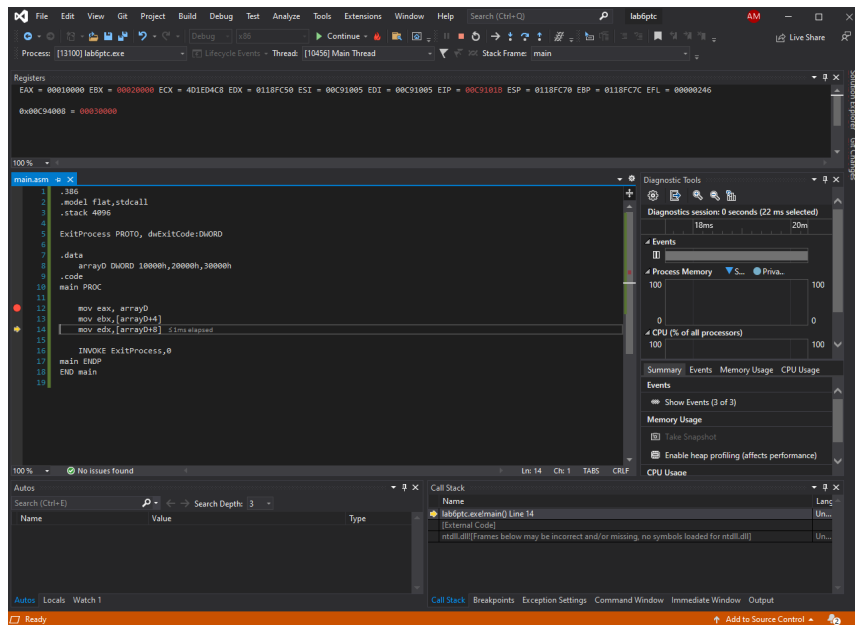 File Edit View Git Project Build Debug Test Analyze Tools Extensions Window Help Search (Ctrl+Q) lab6ptc AM
Debug x86 Continue Live Share
Process: [13100] lab6ptc.exe Lifecycle Events Thread: [10456] Main Thread Stack Frame: main
Registers
EAX = 00010000 EBX = 00020000 ECX = 4D1ED4C8 EDX = 0118FC50 ESI = 00C91005 EDI = 00C91005 EIP = 00C91018 ESP = 0118FC70 EBP = 0118FC7C EFL = 00000246
0x00C94008 = 00030000
100 %
Solution Explorer Git Changes
main.asm
1 .386
2 .model flat,stdcall
3 .stack 4096
4
5 ExitProcess PROTO, dwExitCode:DWORD
6
7 .data
8 arrayD DWORD 10000h,20000h,30000h
9 .code
10 main PROC
11
12 mov eax, arrayD
13 mov ebx,[arrayD+4]
14 mov edx,[arrayD+8] ≤1ms elapsed
15
16 INVOKE ExitProcess,0
17 main ENDP
18 END main
19
100 % No issues found Ln: 14 Ch: 1 TABS CRLF
Diagnostic Tools
Diagnostics session: 0 seconds (22 ms selected)
18ms 20m
Events
Process Memory S... Priva...
100 100
0 0
CPU (% of all processors)
100 100
Summary Events Memory Usage CPU Usage
Events
Show Events (3 of 3)
Memory Usage
Take Snapshot
Enable heap profiling (affects performance)
CPU Usage
Autos
Search (Ctrl+E) Search Depth: 3
Name Value Type
Autos Locals Watch 1
Call Stack
Name Lang
lab6ptc.exe!main() Line 14 Un...
[External Code]
ntdll.dll![Frames below may be incorrect and/or missing, no symbols loaded for ntdll.dll] Un...
Call Stack Breakpoints Exception Settings Command Window Immediate Window Output
Ready Add to Source Control 2